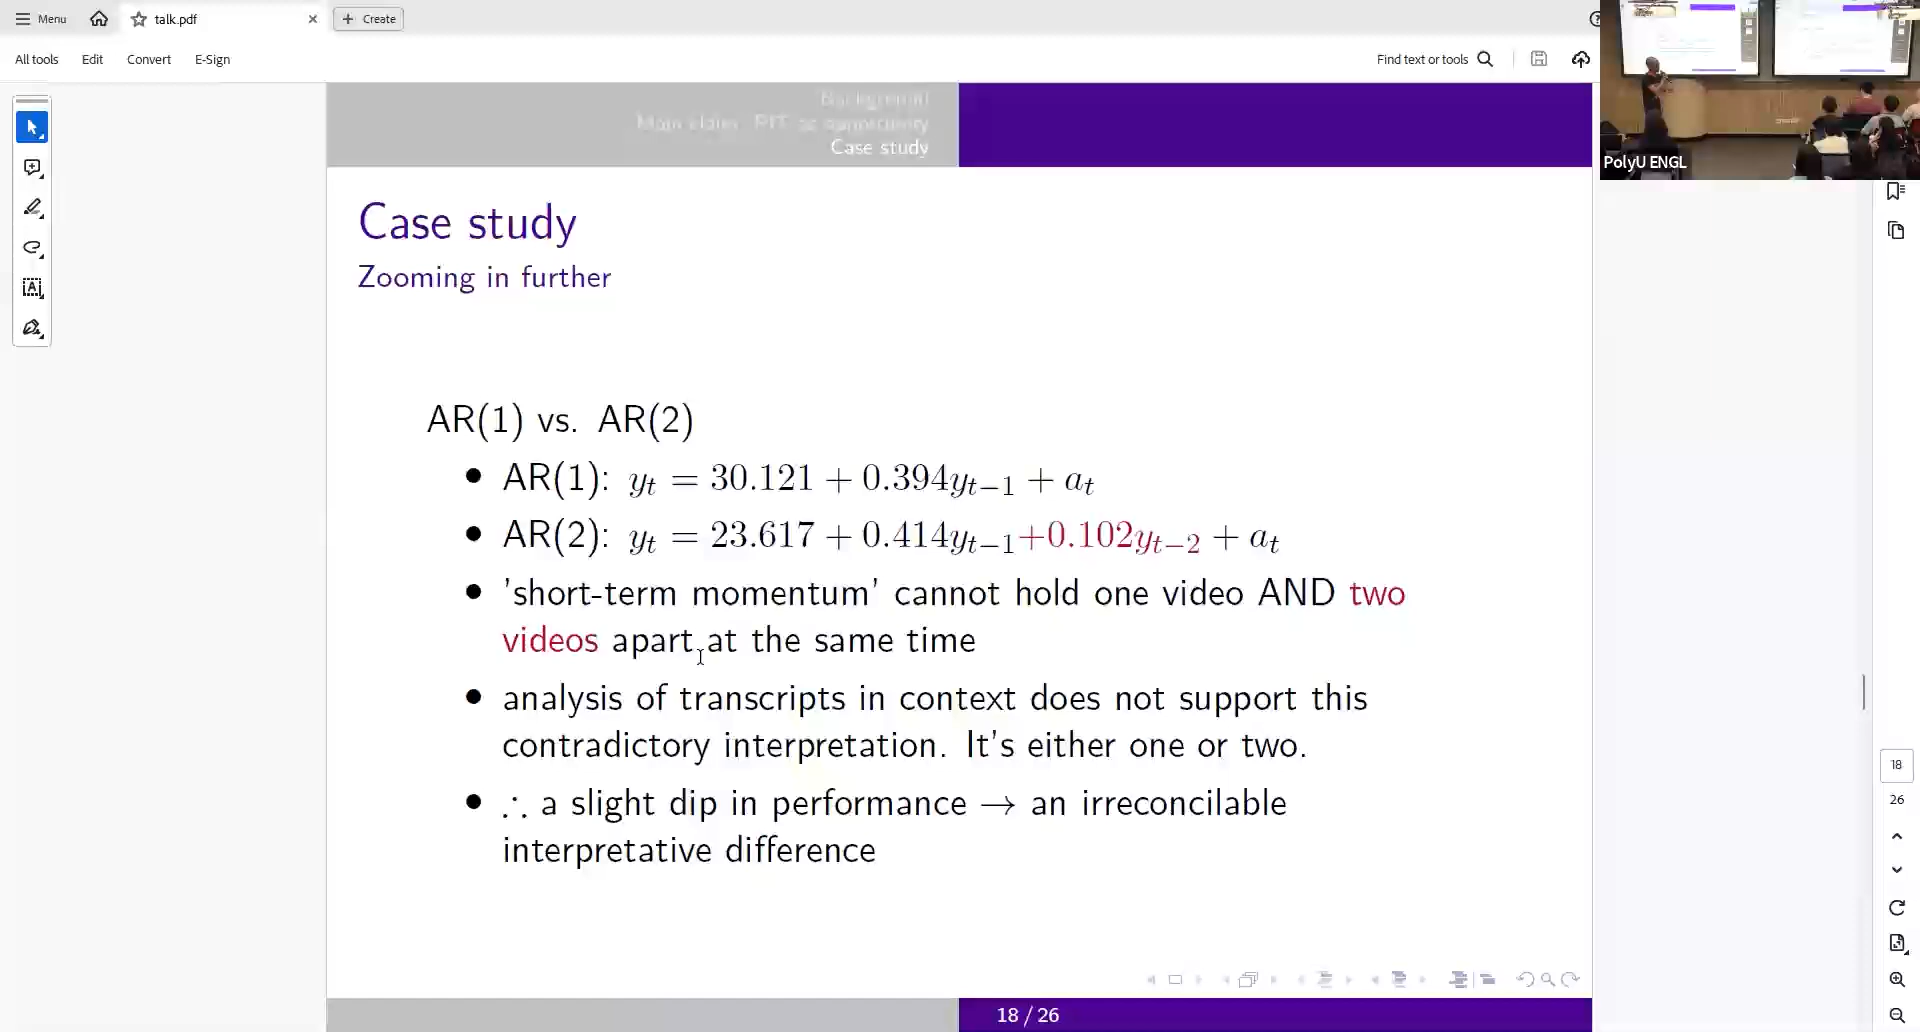 Menu
talk.pdf
Create
All tools
Edit
Convert
E-Sign
Find text or tools
Background
Case study
PolyU ENGL
Case study
Zooming in further
AR(1) vs. AR(2)
• AR(1): y_t = 30.121 + 0.394y_{t−1} + a_t
• AR(2): y_t = 23.617 + 0.414y_{t−1}+0.102y_{t−2} + a_t
• 'short-term momentum' cannot hold one video AND two
videos apart at the same time
• analysis of transcripts in context does not support this
contradictory interpretation. It's either one or two.
• ∴ a slight dip in performance → an irreconcilable
interpretative difference
18
26
18 / 26